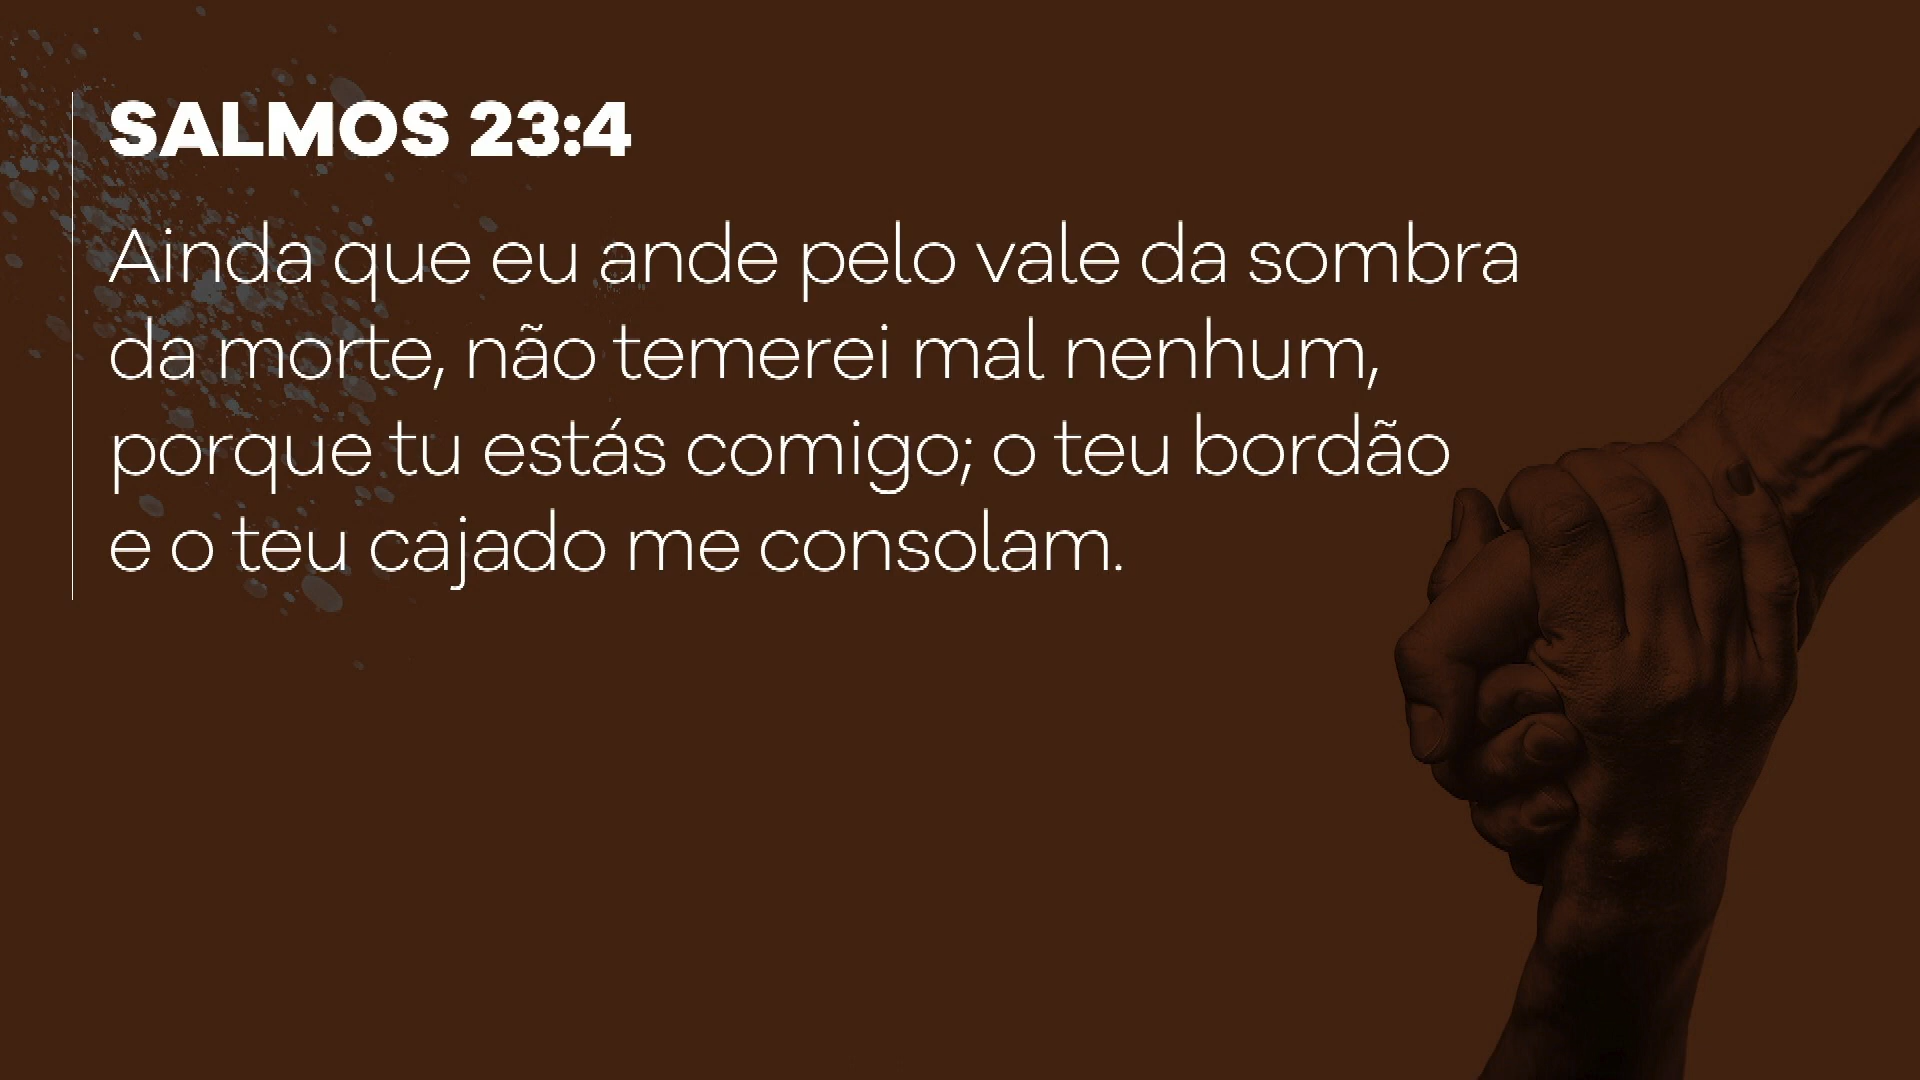 SALMOS 23:4
Ainda que eu ande pelo vale da sombra
da morte, não temerei mal nenhum,
porque tu estás comigo; o teu bordão
e o teu cajado me consolam.